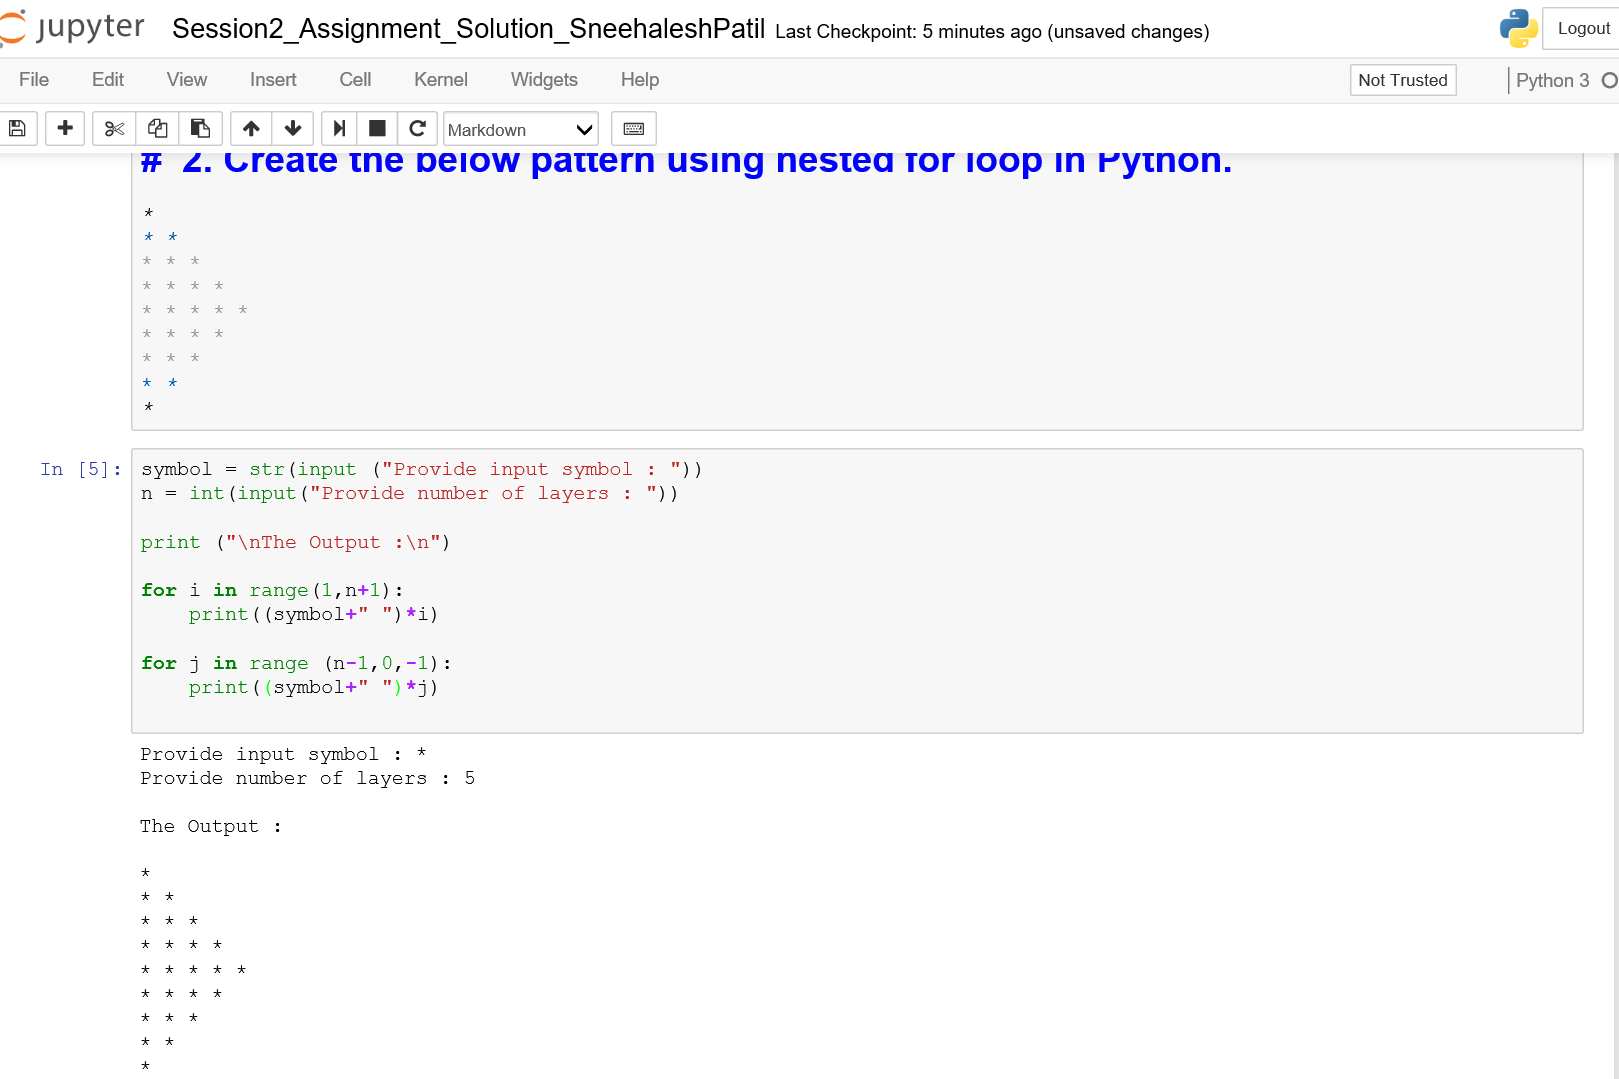 jupyter Session2_Assignment_Solution_SneehaleshPatil Last Checkpoint: 5 minutes ago (unsaved changes) Logout
File Edit View Insert Cell Kernel Widgets Help Not Trusted Python 3
Markdown
# 2. Create the below pattern using nested for loop in Python.
*
* *
* * *
* * * *
* * * * *
* * * *
* * *
* *
*
In [5]: symbol = str(input ("Provide input symbol : "))
n = int(input("Provide number of layers : "))
print ("\nThe Output :\n")
for i in range(1,n+1):
    print((symbol+" ")*i)
for j in range (n-1,0,-1):
    print((symbol+" ")*j)
Provide input symbol : *
Provide number of layers : 5
The Output :
*
* *
* * *
* * * *
* * * * *
* * * *
* * *
* *
*